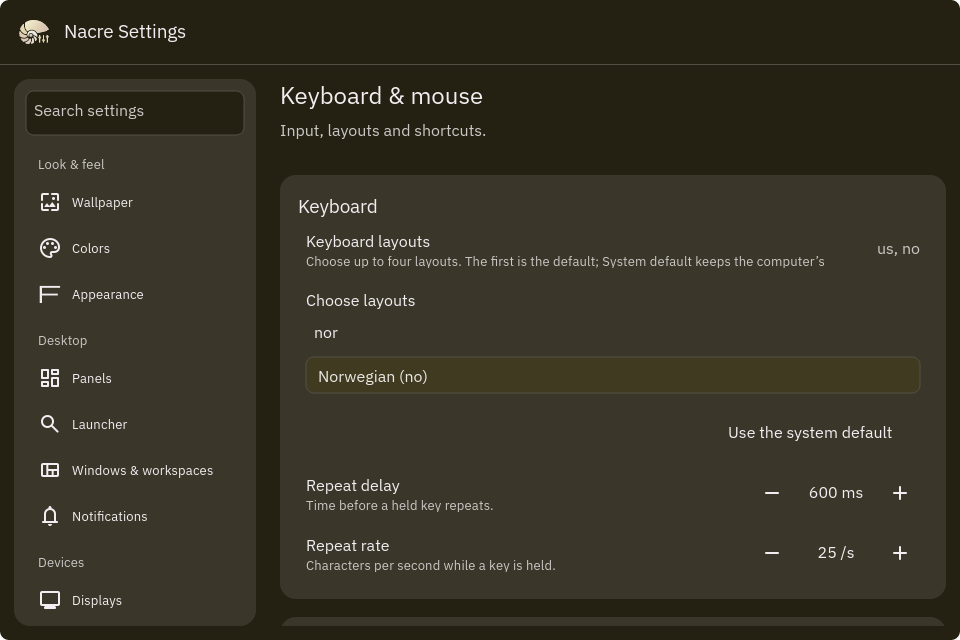 Nacre Settings
Search settings
Look & feel
Wallpaper
Colors
Appearance
Desktop
Panels
Launcher
Windows & workspaces
Notifications
Devices
Displays
Keyboard & mouse
Input, layouts and shortcuts.
Keyboard
Keyboard layouts
us, no
Choose up to four layouts. The first is the default; System default keeps the computer’s
Choose layouts
nor
Norwegian (no)
Use the system default
Repeat delay
Time before a held key repeats.
600 ms
Repeat rate
Characters per second while a key is held.
25 /s